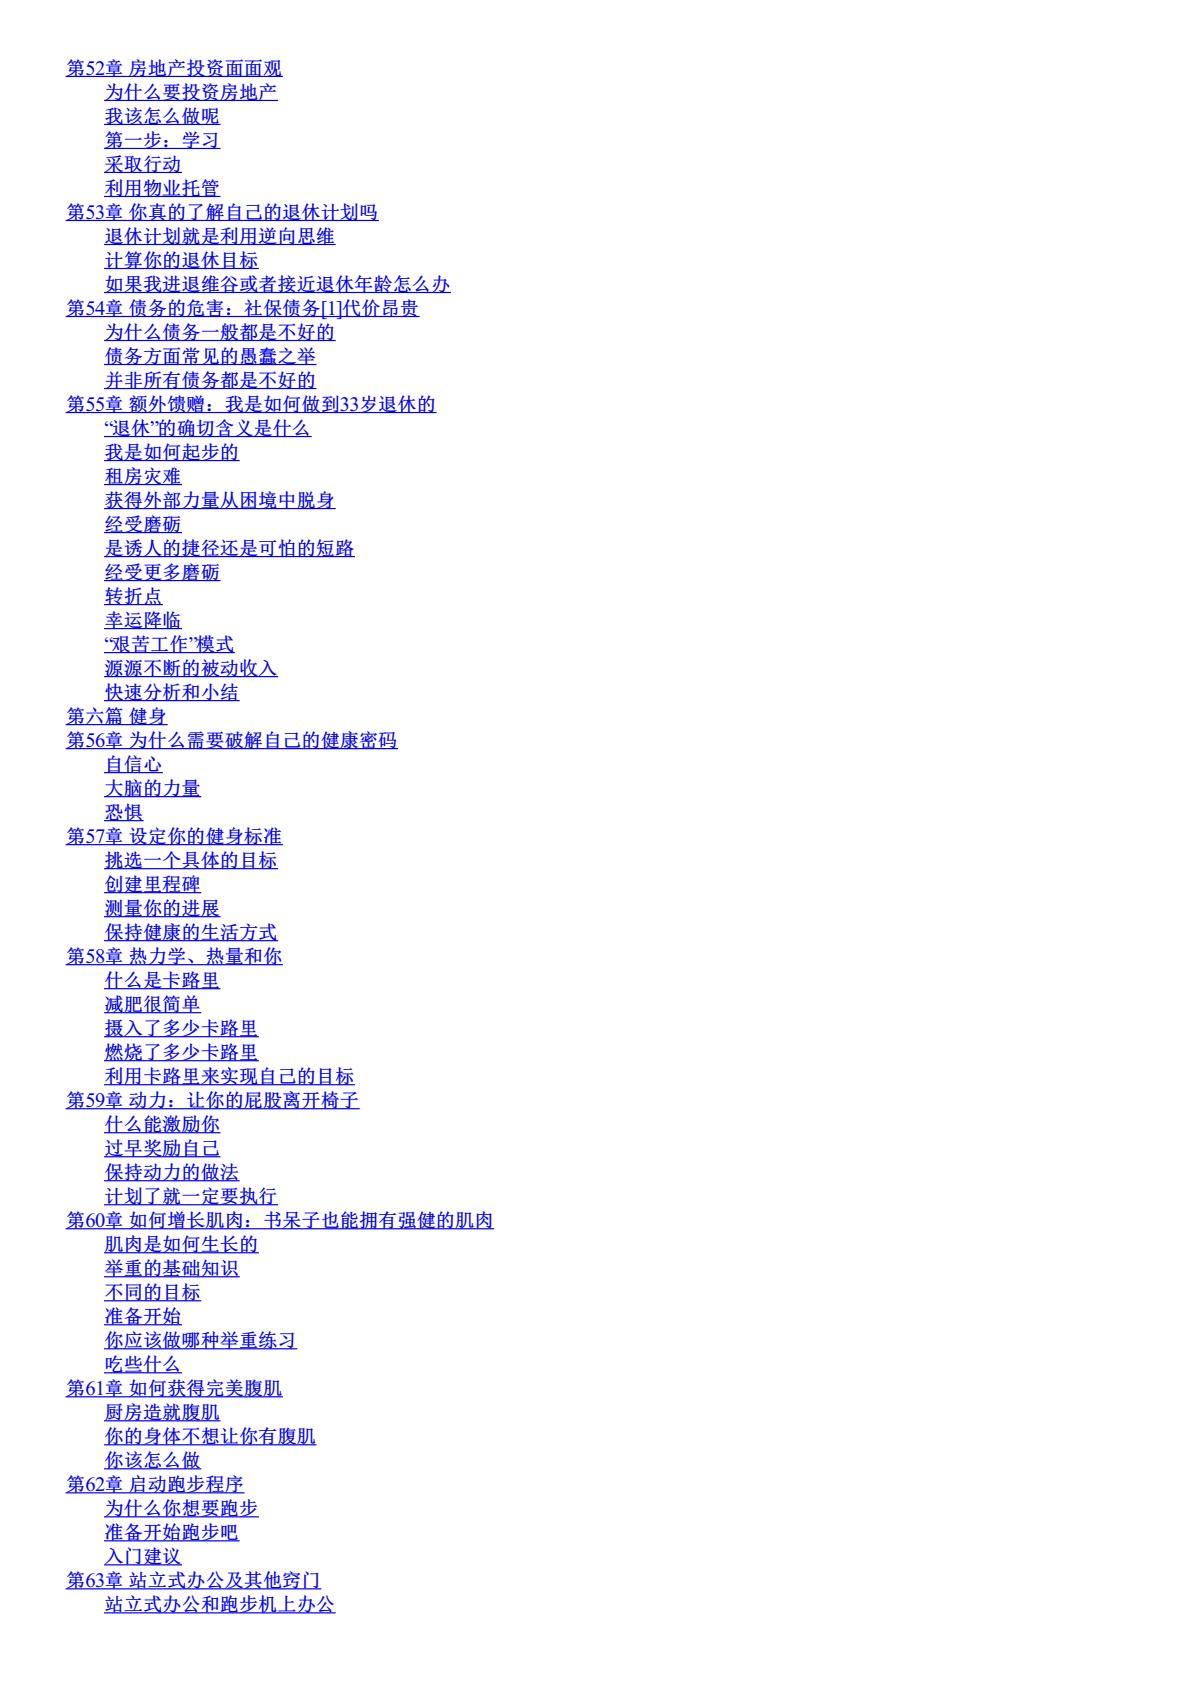 第52章 房地产投资面面观
为什么要投资房地产
我该怎么做呢
第一步：学习
采取行动
利用物业托管
第53章 你真的了解自己的退休计划吗
退休计划就是利用逆向思维
计算你的退休目标
如果我进退维谷或者接近退休年龄怎么办
第54章 债务的危害：社保债务[1]代价昂贵
为什么债务一般都是不好的
债务方面常见的愚蠢之举
并非所有债务都是不好的
第55章 额外馈赠：我是如何做到33岁退休的
“退休”的确切含义是什么
我是如何起步的
租房灾难
获得外部力量从困境中脱身
经受磨砺
是诱人的捷径还是可怕的短路
经受更多磨砺
转折点
幸运降临
“艰苦工作”模式
源源不断的被动收入
快速分析和小结
第六篇 健身
第56章 为什么需要破解自己的健康密码
自信心
大脑的力量
恐惧
第57章 设定你的健身标准
挑选一个具体的目标
创建里程碑
测量你的进展
保持健康的生活方式
第58章 热力学、热量和你
什么是卡路里
减肥很简单
摄入了多少卡路里
燃烧了多少卡路里
利用卡路里来实现自己的目标
第59章 动力：让你的屁股离开椅子
什么能激励你
过早奖励自己
保持动力的做法
计划了就一定要执行
第60章 如何增长肌肉：书呆子也能拥有强健的肌肉
肌肉是如何生长的
举重的基础知识
不同的目标
准备开始
你应该做哪种举重练习
吃些什么
第61章 如何获得完美腹肌
厨房造就腹肌
你的身体不想让你有腹肌
你该怎么做
第62章 启动跑步程序
为什么你想要跑步
准备开始跑步吧
入门建议
第63章 站立式办公及其他窍门
站立式办公和跑步机上办公